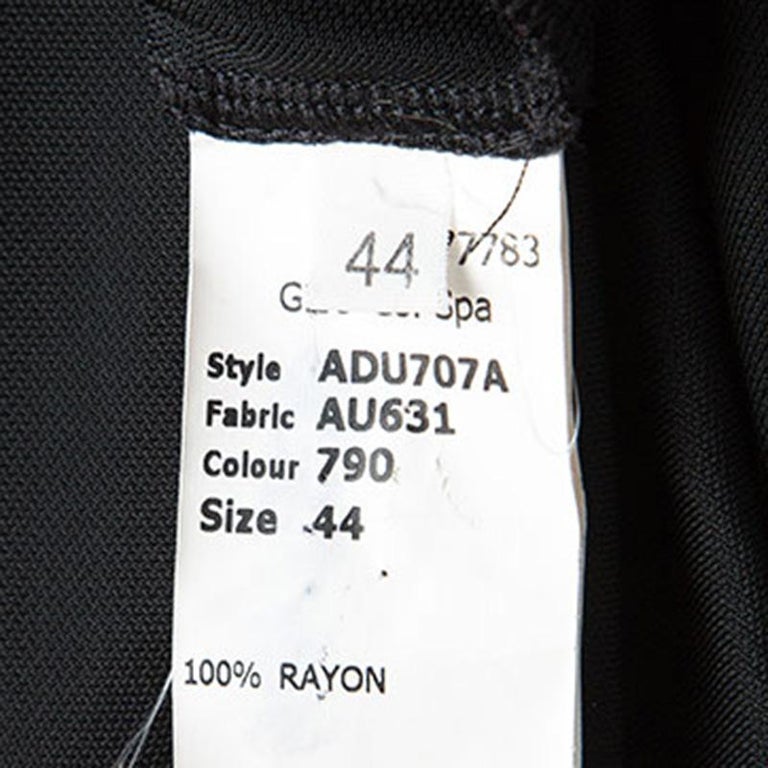 44 7783
Spa
Style ADU707A
Fabric AU631
Colour 790
Size 44
100% RAYON